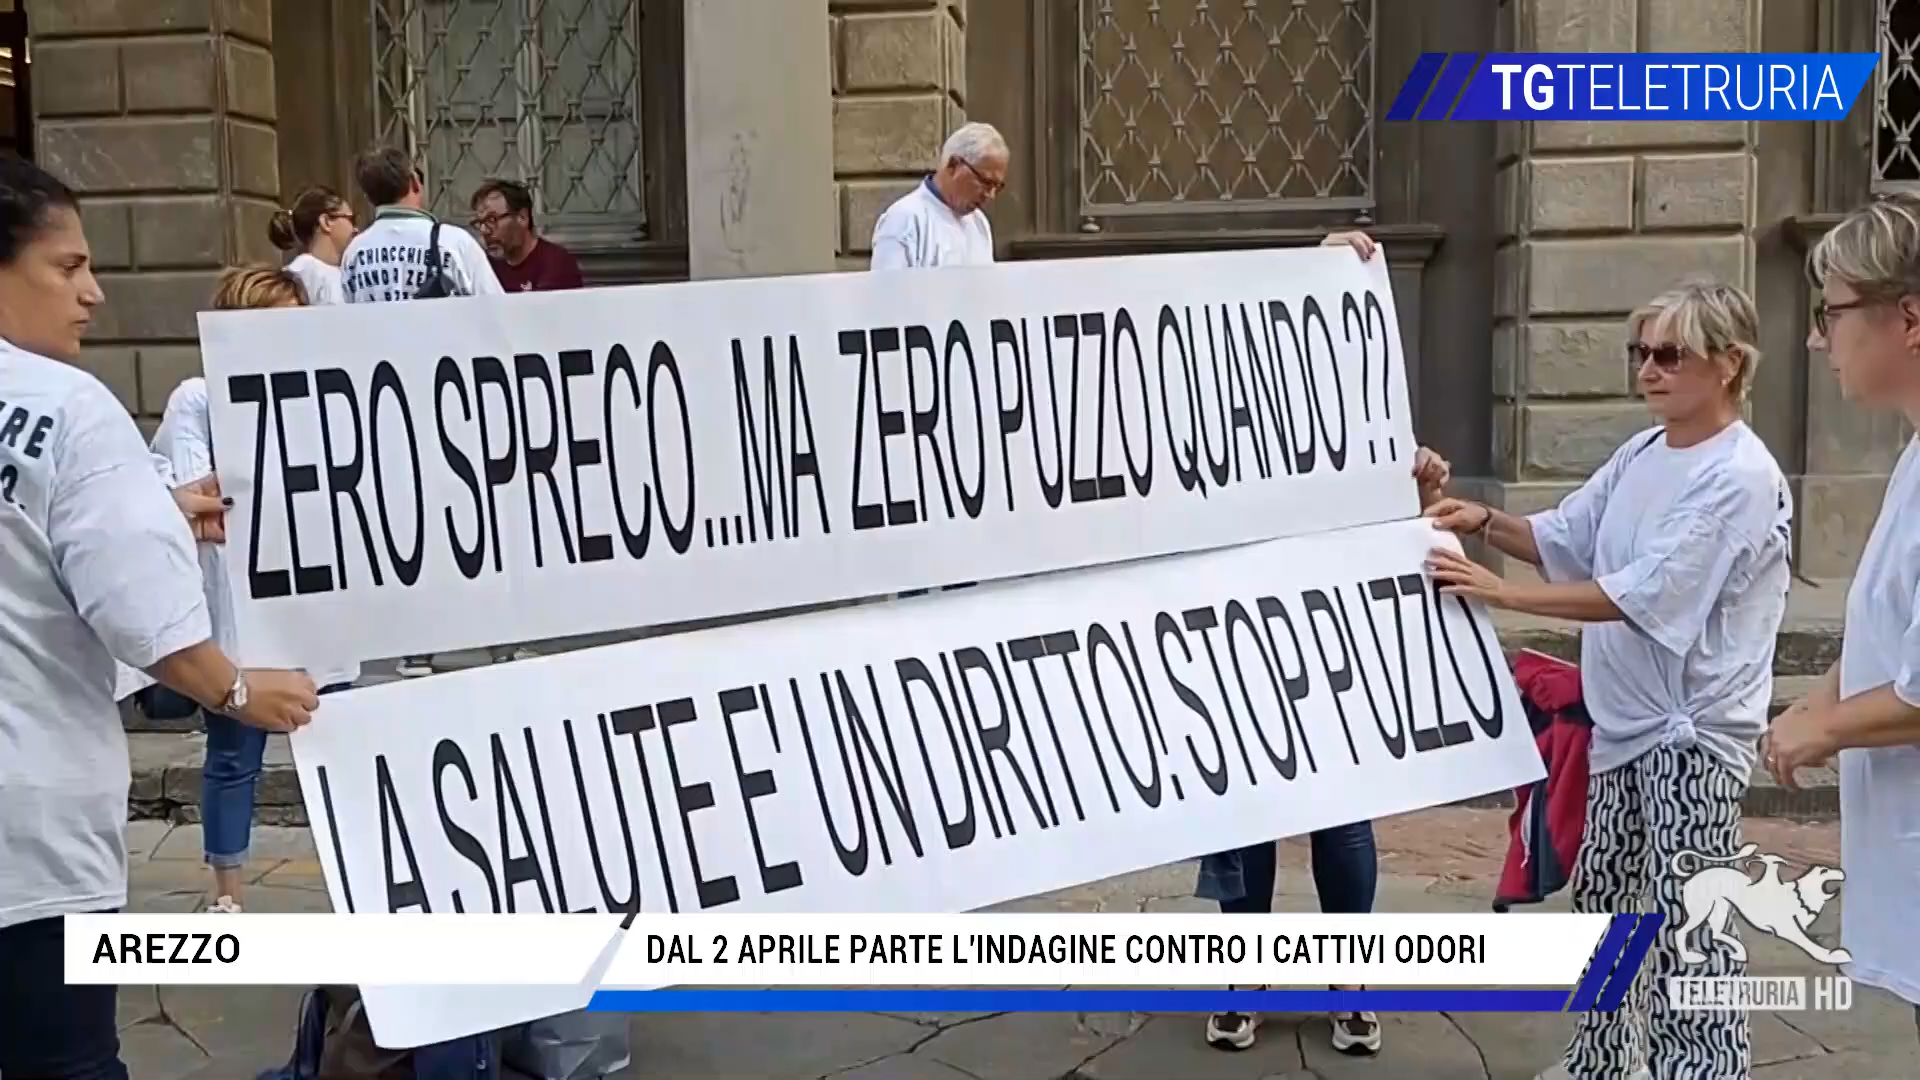 TGTELETRURIA
CHIACCHIERE
ZERO SPRECO...MA ZERO PUZZO QUANDO ??
LA SALUTE E' UN DIRITTO! STOP PUZZO
AREZZO
DAL 2 APRILE PARTE L'INDAGINE CONTRO I CATTIVI ODORI
TELETRURIA HD